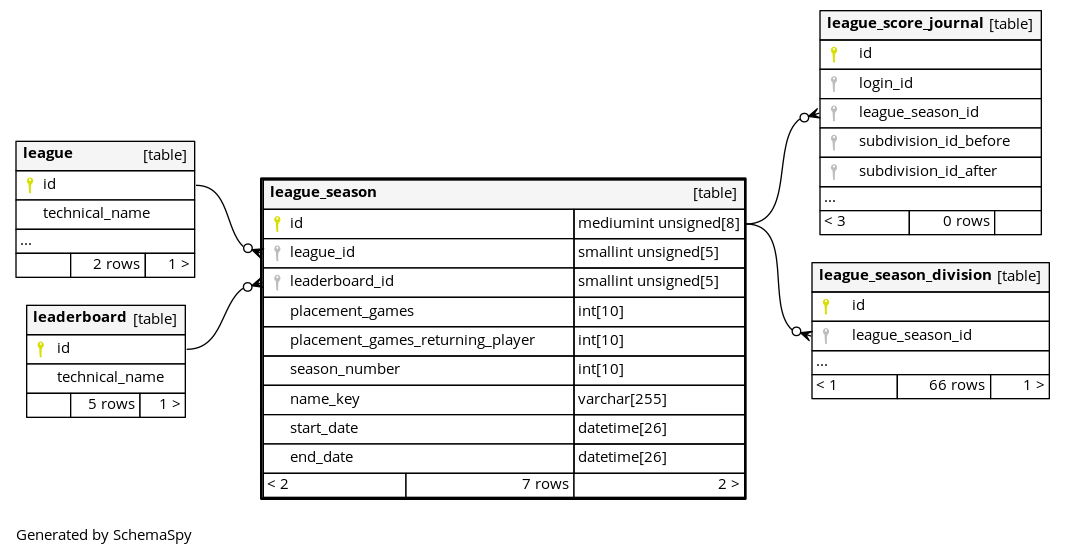 league [table]
id
technical_name
...
2 rows 1 >
leaderboard [table]
id
technical_name
5 rows 1 >
league_season [table]
id mediumint unsigned[8]
league_id smallint unsigned[5]
leaderboard_id smallint unsigned[5]
placement_games int[10]
placement_games_returning_player int[10]
season_number int[10]
name_key varchar[255]
start_date datetime[26]
end_date datetime[26]
< 2 7 rows 2 >
league_score_journal [table]
id
login_id
league_season_id
subdivision_id_before
subdivision_id_after
...
< 3 0 rows
league_season_division [table]
id
league_season_id
...
< 1 66 rows 1 >
Generated by SchemaSpy